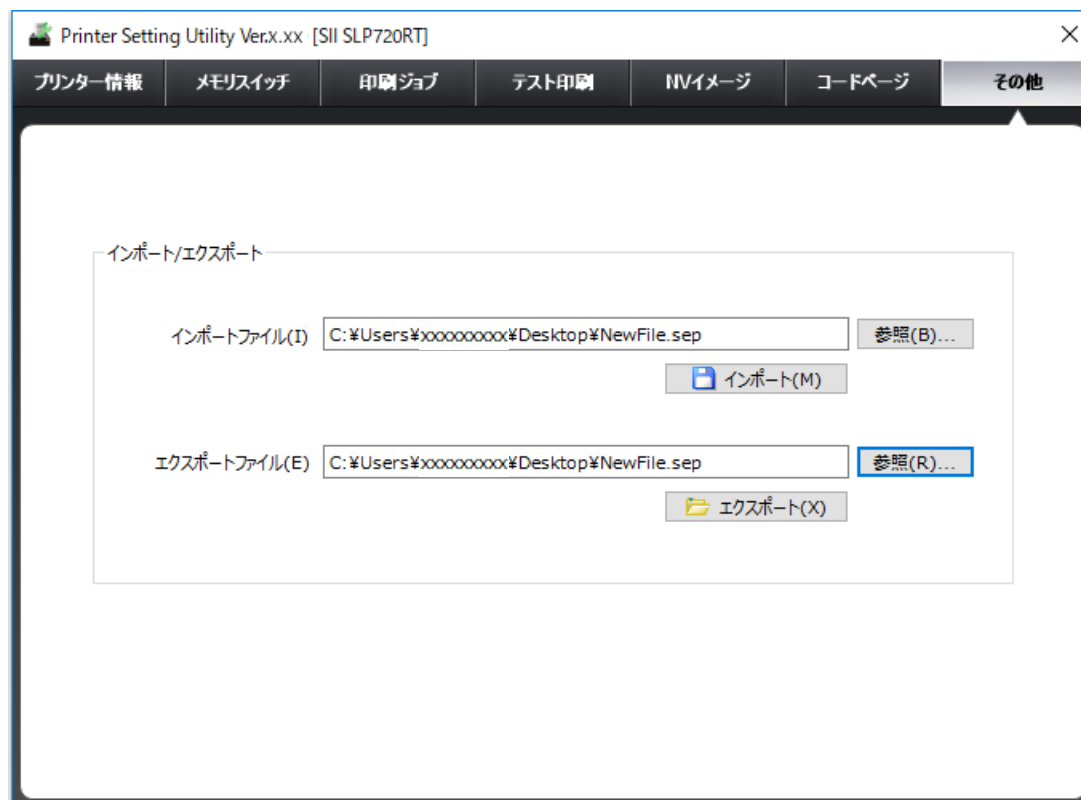 Printer Setting Utility Ver.x.xx [SII SLP720RT]
プリンター情報 メモリスイッチ 印刷ジョブ テスト印刷 NVイメージ コードページ その他
インポート/エクスポート
インポートファイル(I) C:¥Users¥xxxxxxxxx¥Desktop¥NewFile.sep 参照(B)...
インポート(M)
エクスポートファイル(E) C:¥Users¥xxxxxxxxx¥Desktop¥NewFile.sep 参照(R)...
エクスポート(X)